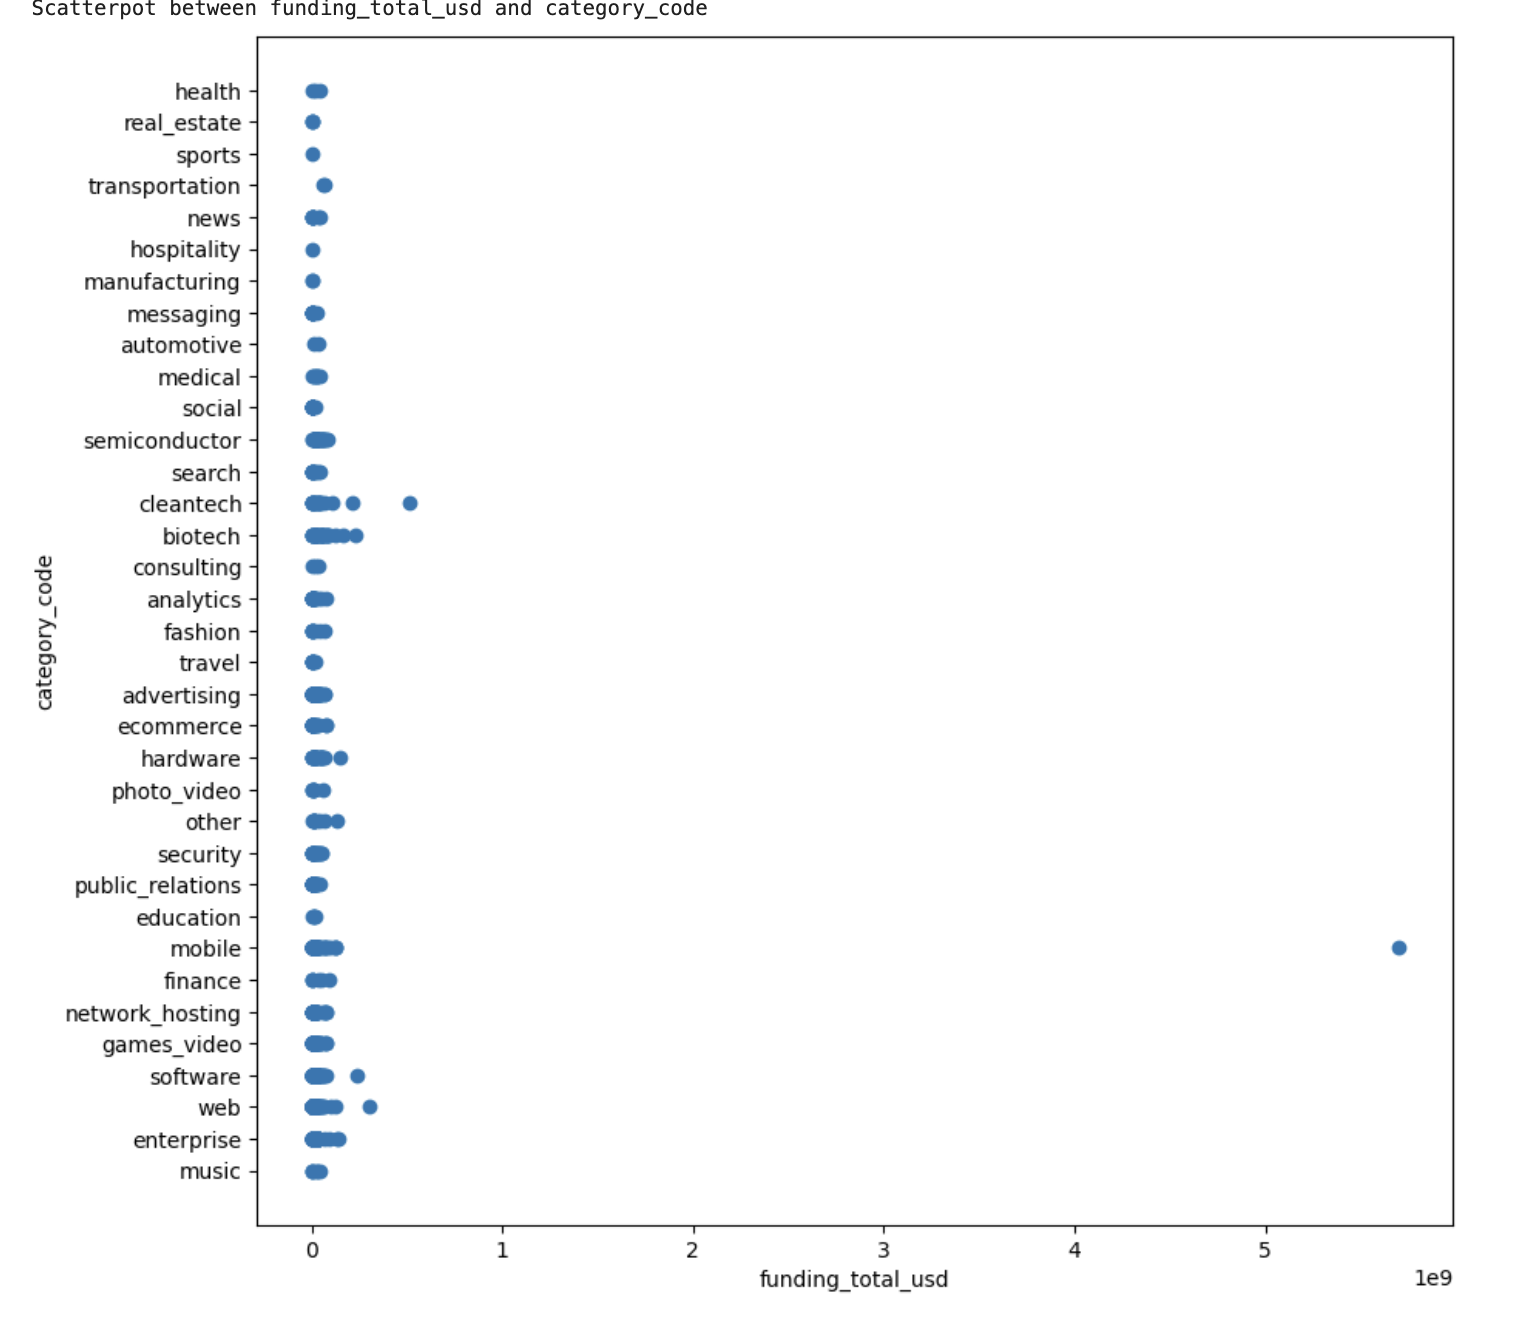 Scatterpot between funding_total_usd and category_code
health
real_estate
sports
transportation
news
hospitality
manufacturing
messaging
automotive
medical
social
semiconductor
search
cleantech
biotech
consulting
analytics
fashion
travel
advertising
ecommerce
hardware
photo_video
other
security
public_relations
education
mobile
finance
network_hosting
games_video
software
web
enterprise
music
category_code
0 1 2 3 4 5
funding_total_usd
1e9